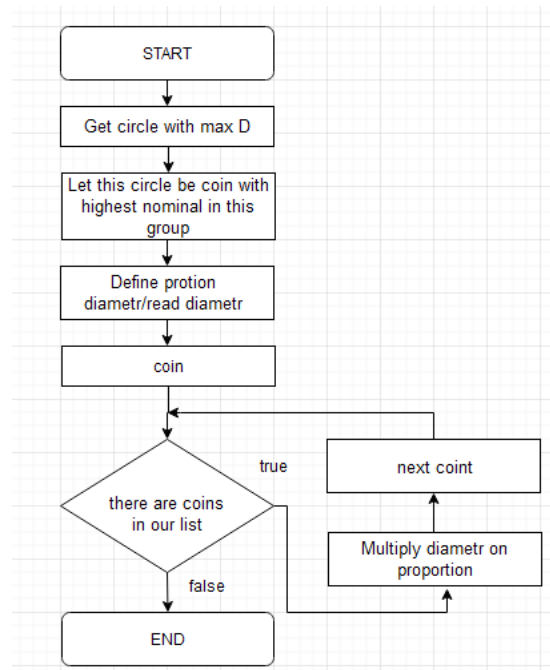 START
Get circle with max D
Let this circle be coin with
highest nominal in this
group
Define protion
diametr/read diametr
coin
there are coins
in our list
true
next coint
Multiply diametr on
proportion
false
END